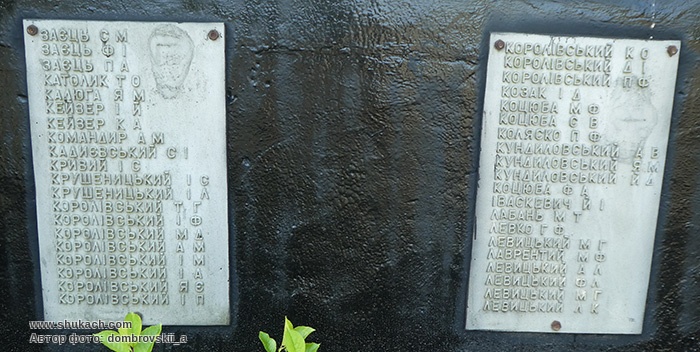 ЗАЄЦЬ С М
ЗАЄЦЬ Ф І
ЗАЄЦЬ П А
КАТОЛИК Т О
КАЛЮГА Я М
КЕЙЗЕР І Й
КЕЙЗЕР К А
КОМАНДИР А М
КАДИЄВСЬКИЙ С І
КРИВИЙ І С
КРУШЕНИЦЬКИЙ І С
КРУШЕНИЦЬКИЙ І Л
КОРОЛІВСЬКИЙ Т Г
КОРОЛІВСЬКИЙ І Ф
КОРОЛІВСЬКИЙ М Д
КОРОЛІВСЬКИЙ А М
КОРОЛІВСЬКИЙ І М
КОРОЛІВСЬКИЙ І А
КОРОЛІВСЬКИЙ Я Є
КОРОЛІВСЬКИЙ І П
КОРОЛІВСЬКИЙ К О
КОРОЛІВСЬКИЙ Д І
КОРОЛІВСЬКИЙ П Ф
КОЗАК І Д
КОЦЮБА М Ф
КОЦЮБА Є В
КОЛЯСКО П Ф
КУНДИЛОВСЬКИЙ А В
КУНДИЛОВСЬКИЙ Я М
КУНДИЛОВСЬКИЙ И
КОЦЮБА Ф А
ІВАСКЕВИЧ Й І
ЛАБАНЬ М Т
ЛЕВКО Г Ф
ЛЕВИЦЬКИЙ М Г
ЛАВРЕНТИЙ М Ф
ЛЕВИЦЬКИЙ А Л
ЛЕВИЦЬКИЙ Ф Л
ЛЕВИЦЬКИЙ М Г
ЛЕВИЦЬКИЙ Л К
www.shukach.com
Автор фото: dombrovskii_a